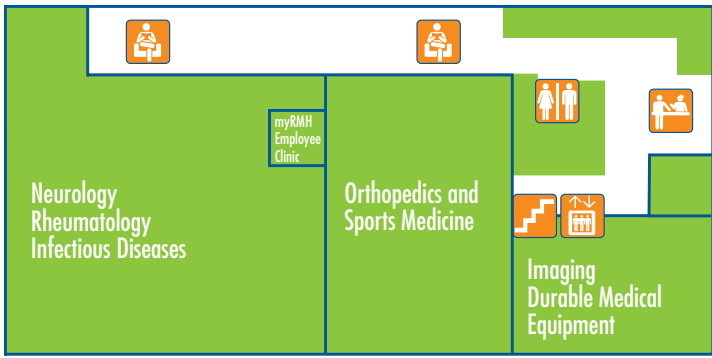 myRMH
Employee
Clinic
Neurology
Rheumatology
Infectious Diseases
Orthopedics and
Sports Medicine
Imaging
Durable Medical
Equipment